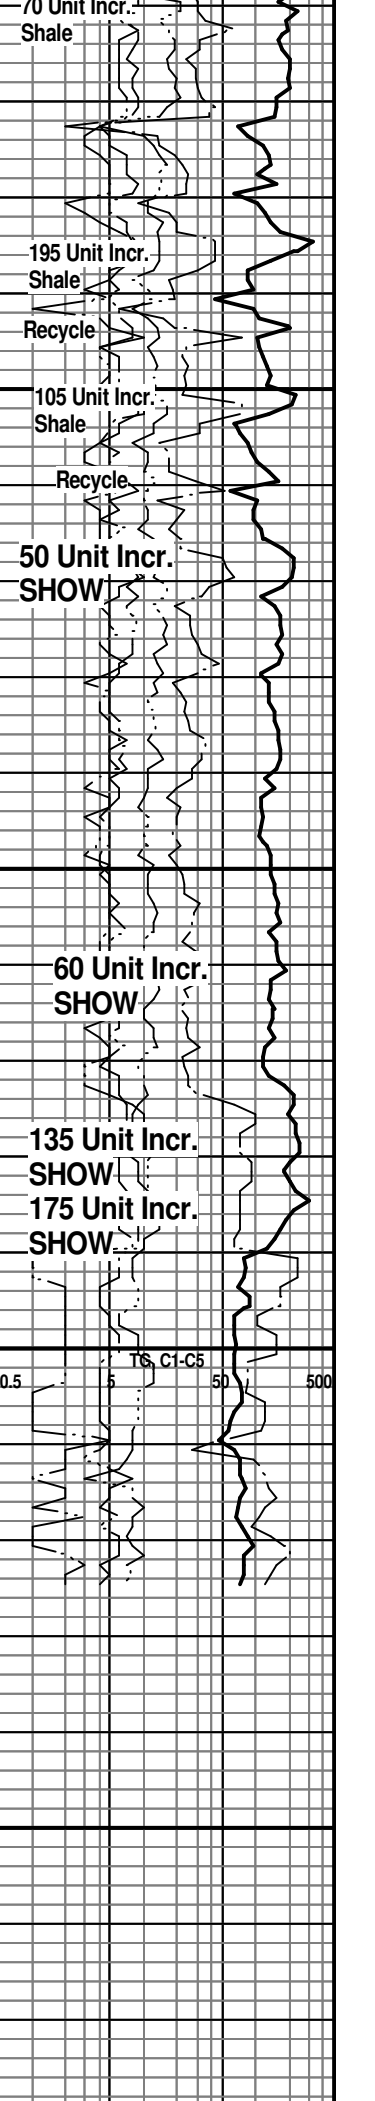 70 Unit Incr.
Shale
195 Unit Incr.
Shale
Recycle
105 Unit Incr.
Shale
Recycle
50 Unit Incr.
SHOW
60 Unit Incr.
SHOW
135 Unit Incr.
SHOW
175 Unit Incr.
SHOW
TG, C1-C5
0.5 5 50 500